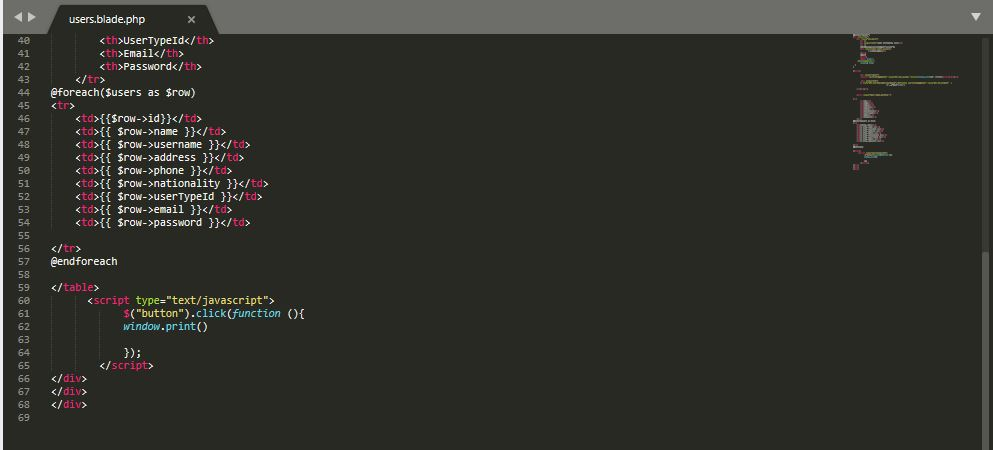 users.blade.php ×
40 <th>UserTypeId</th>
41 <th>Email</th>
42 <th>Password</th>
43 </tr>
44 @foreach($users as $row)
45 <tr>
46 <td>{{$row->id}}</td>
47 <td>{{ $row->name }}</td>
48 <td>{{ $row->username }}</td>
49 <td>{{ $row->address }}</td>
50 <td>{{ $row->phone }}</td>
51 <td>{{ $row->nationality }}</td>
52 <td>{{ $row->userTypeId }}</td>
53 <td>{{ $row->email }}</td>
54 <td>{{ $row->password }}</td>
55
56 </tr>
57 @endforeach
58
59 </table>
60 <script type="text/javascript">
61 $("button").click(function (){
62 window.print()
63
64 });
65 </script>
66 </div>
67 </div>
68 </div>
69